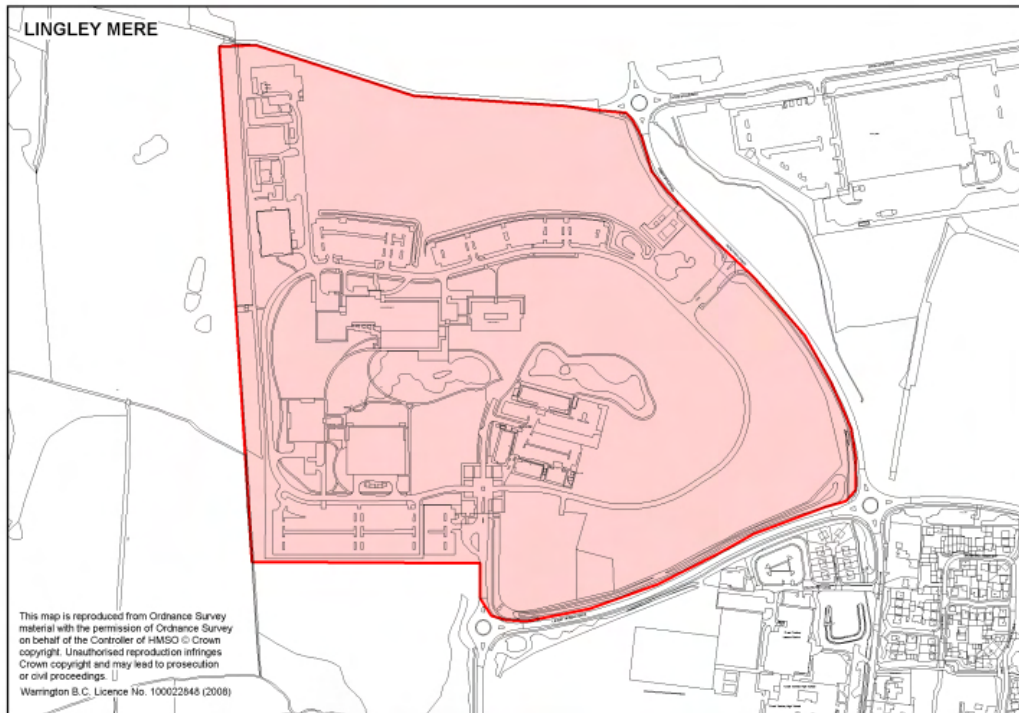 LINGLEY MERE
This map is reproduced from Ordnance Survey
material with the permission of Ordnance Survey
on behalf of the Controller of HMSO © Crown
copyright. Unauthorised reproduction infringes
Crown copyright and may lead to prosecution
or civil proceedings.
Warrington B.C. Licence No. 100022848 (2008)